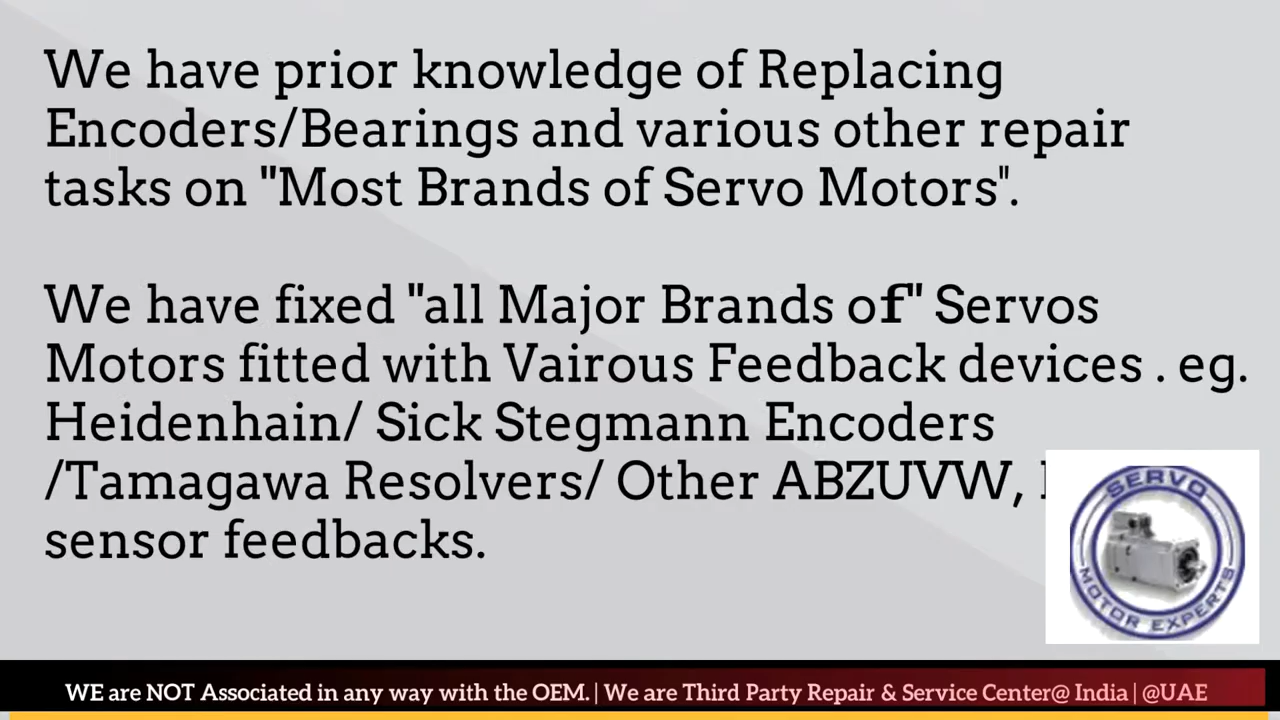 We have prior knowledge of Replacing
Encoders/Bearings and various other repair
tasks on "Most Brands of Servo Motors".
We have fixed "all Major Brands of" Servos
Motors fitted with Vairous Feedback devices . eg.
Heidenhain/ Sick Stegmann Encoders
/Tamagawa Resolvers/ Other ABZUVW,
sensor feedbacks.
SERVO
MOTOR EXPERTS
WE are NOT Associated in any way with the OEM. | We are Third Party Repair & Service Center@ India | @UAE